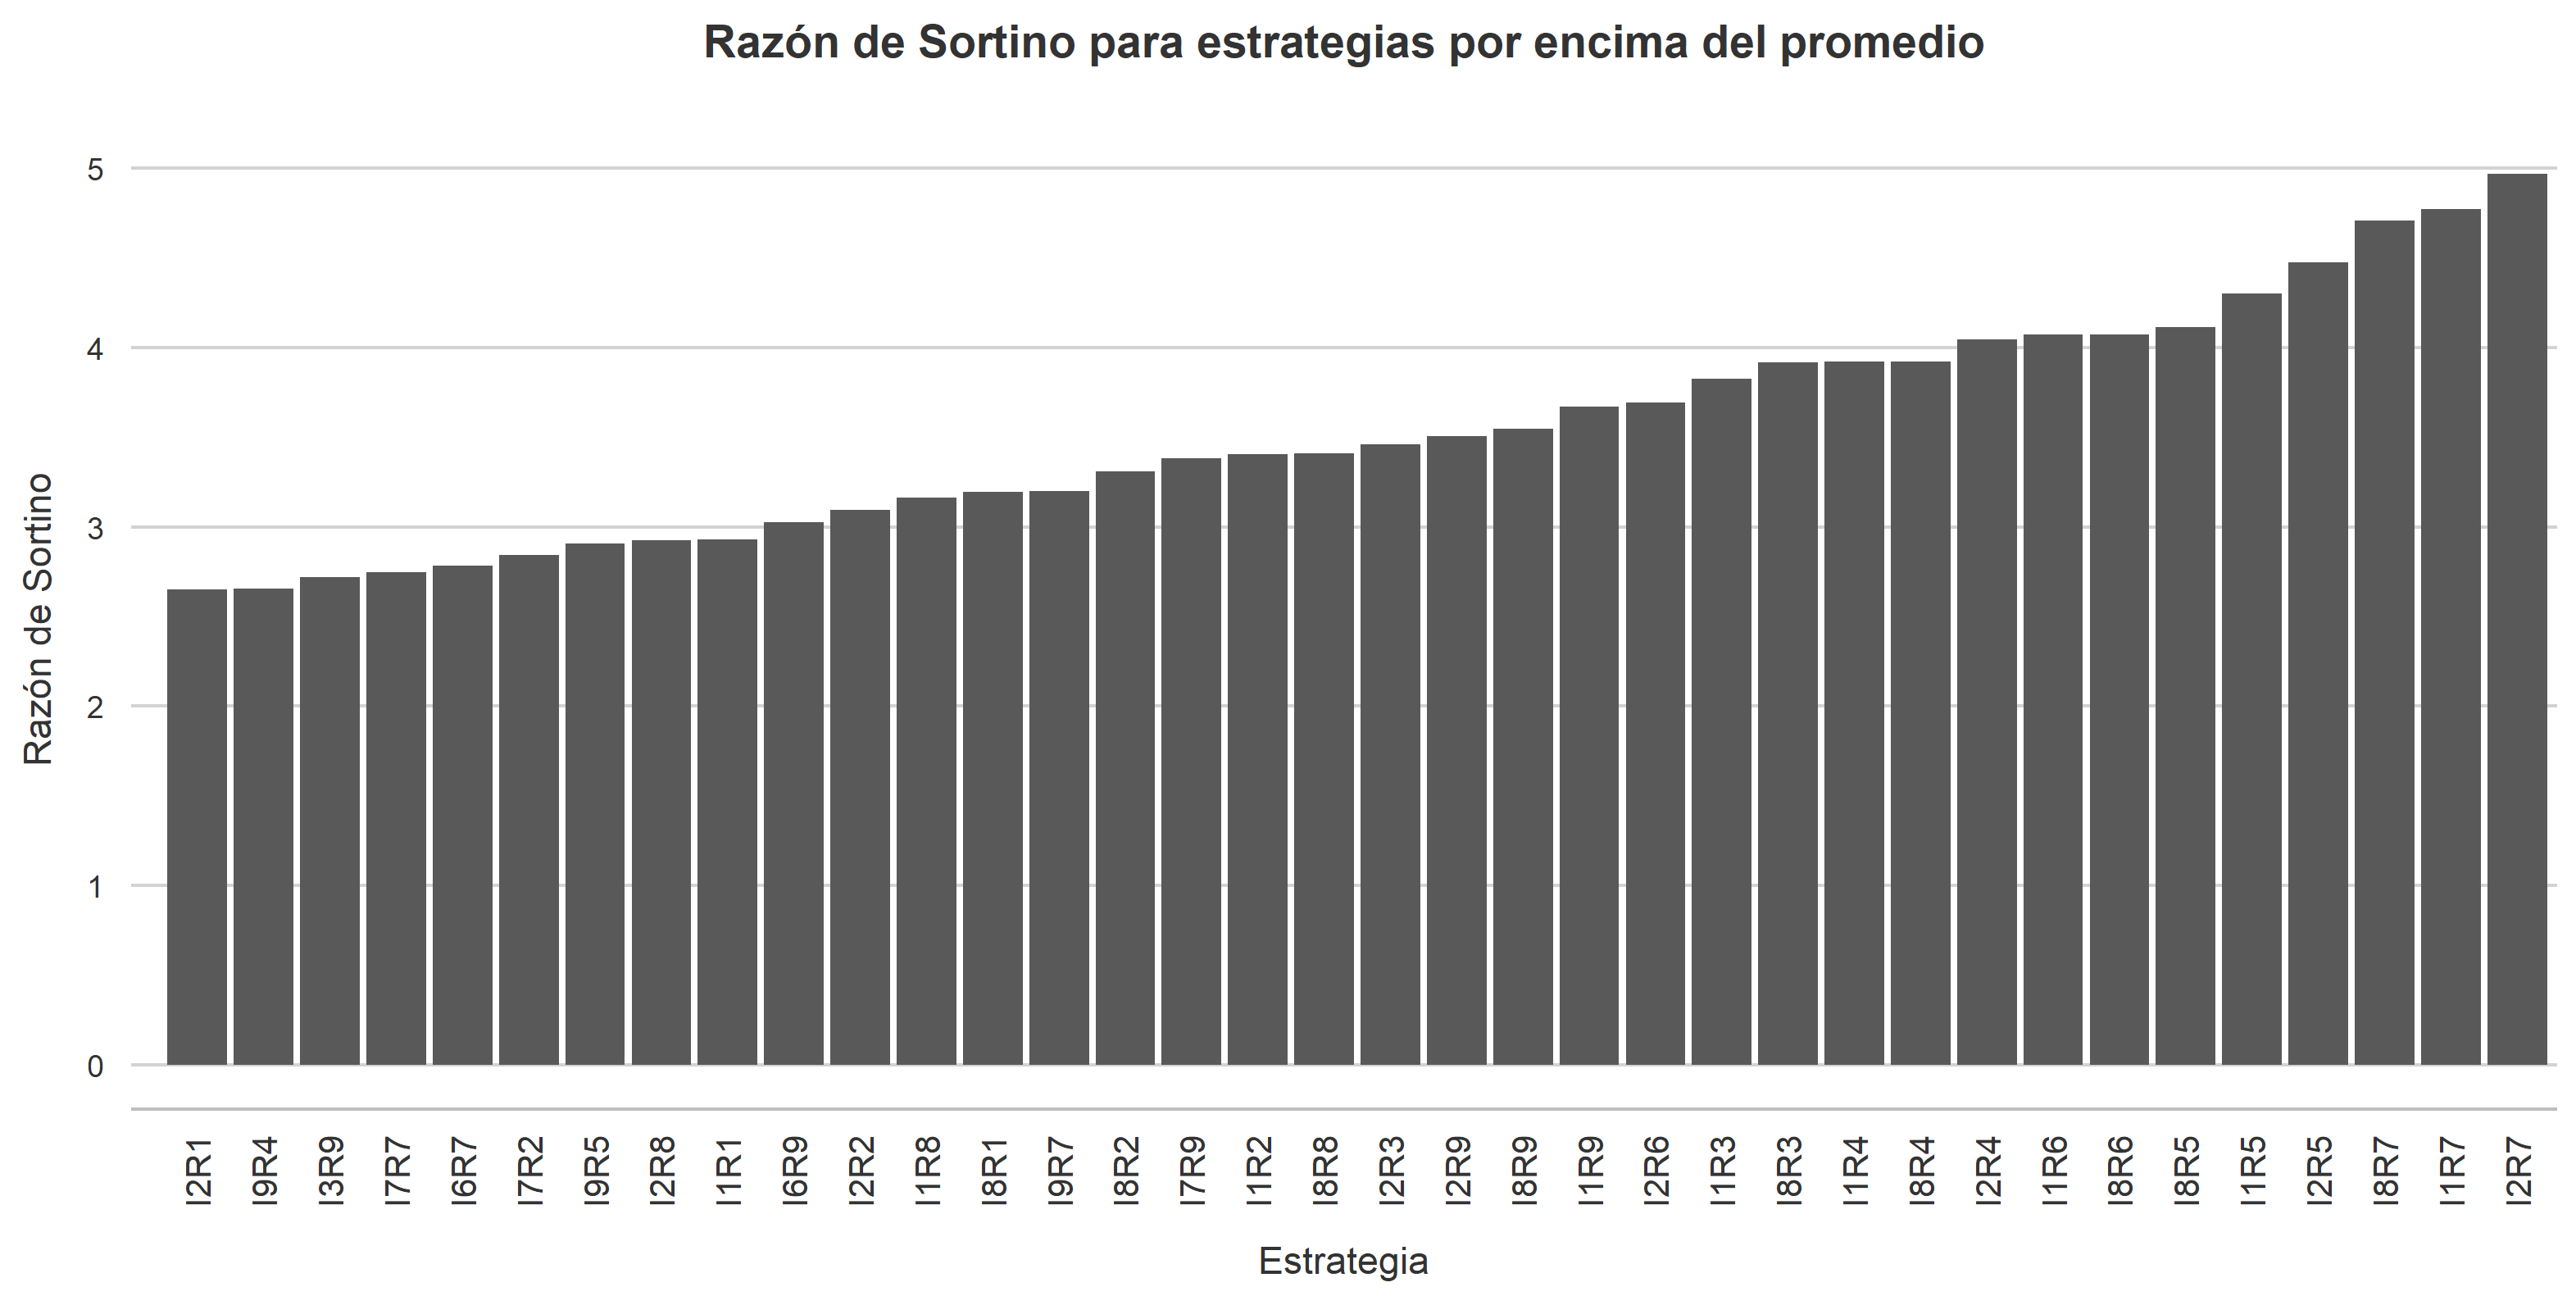 Razón de Sortino para estrategias por encima del promedio
Razón de Sortino
5
4
3
2
1
0
I2R1
I9R4
I3R9
I7R7
I6R7
I7R2
I9R5
I2R8
I1R1
I6R9
I2R2
I1R8
I8R1
I9R7
I8R2
I7R9
I1R2
I8R8
I2R3
I2R9
I8R9
I1R9
I2R6
I1R3
I8R3
I1R4
I8R4
I2R4
I1R6
I8R6
I8R5
I1R5
I2R5
I8R7
I1R7
I2R7
Estrategia